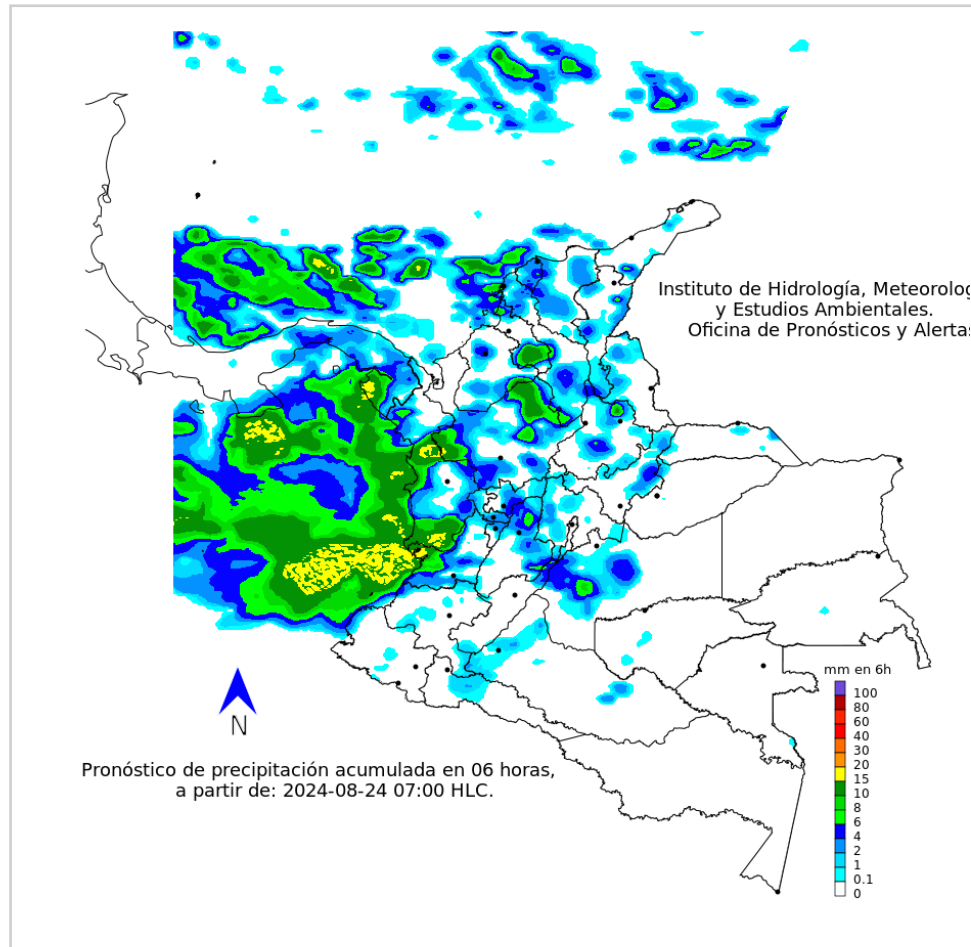 Instituto de Hidrología, Meteorolog
y Estudios Ambientales.
Oficina de Pronósticos y Alertas
mm en 6h
100
80
60
40
30
20
15
10
8
6
4
2
1
0.1
0
N
Pronóstico de precipitación acumulada en 06 horas,
a partir de: 2024-08-24 07:00 HLC.